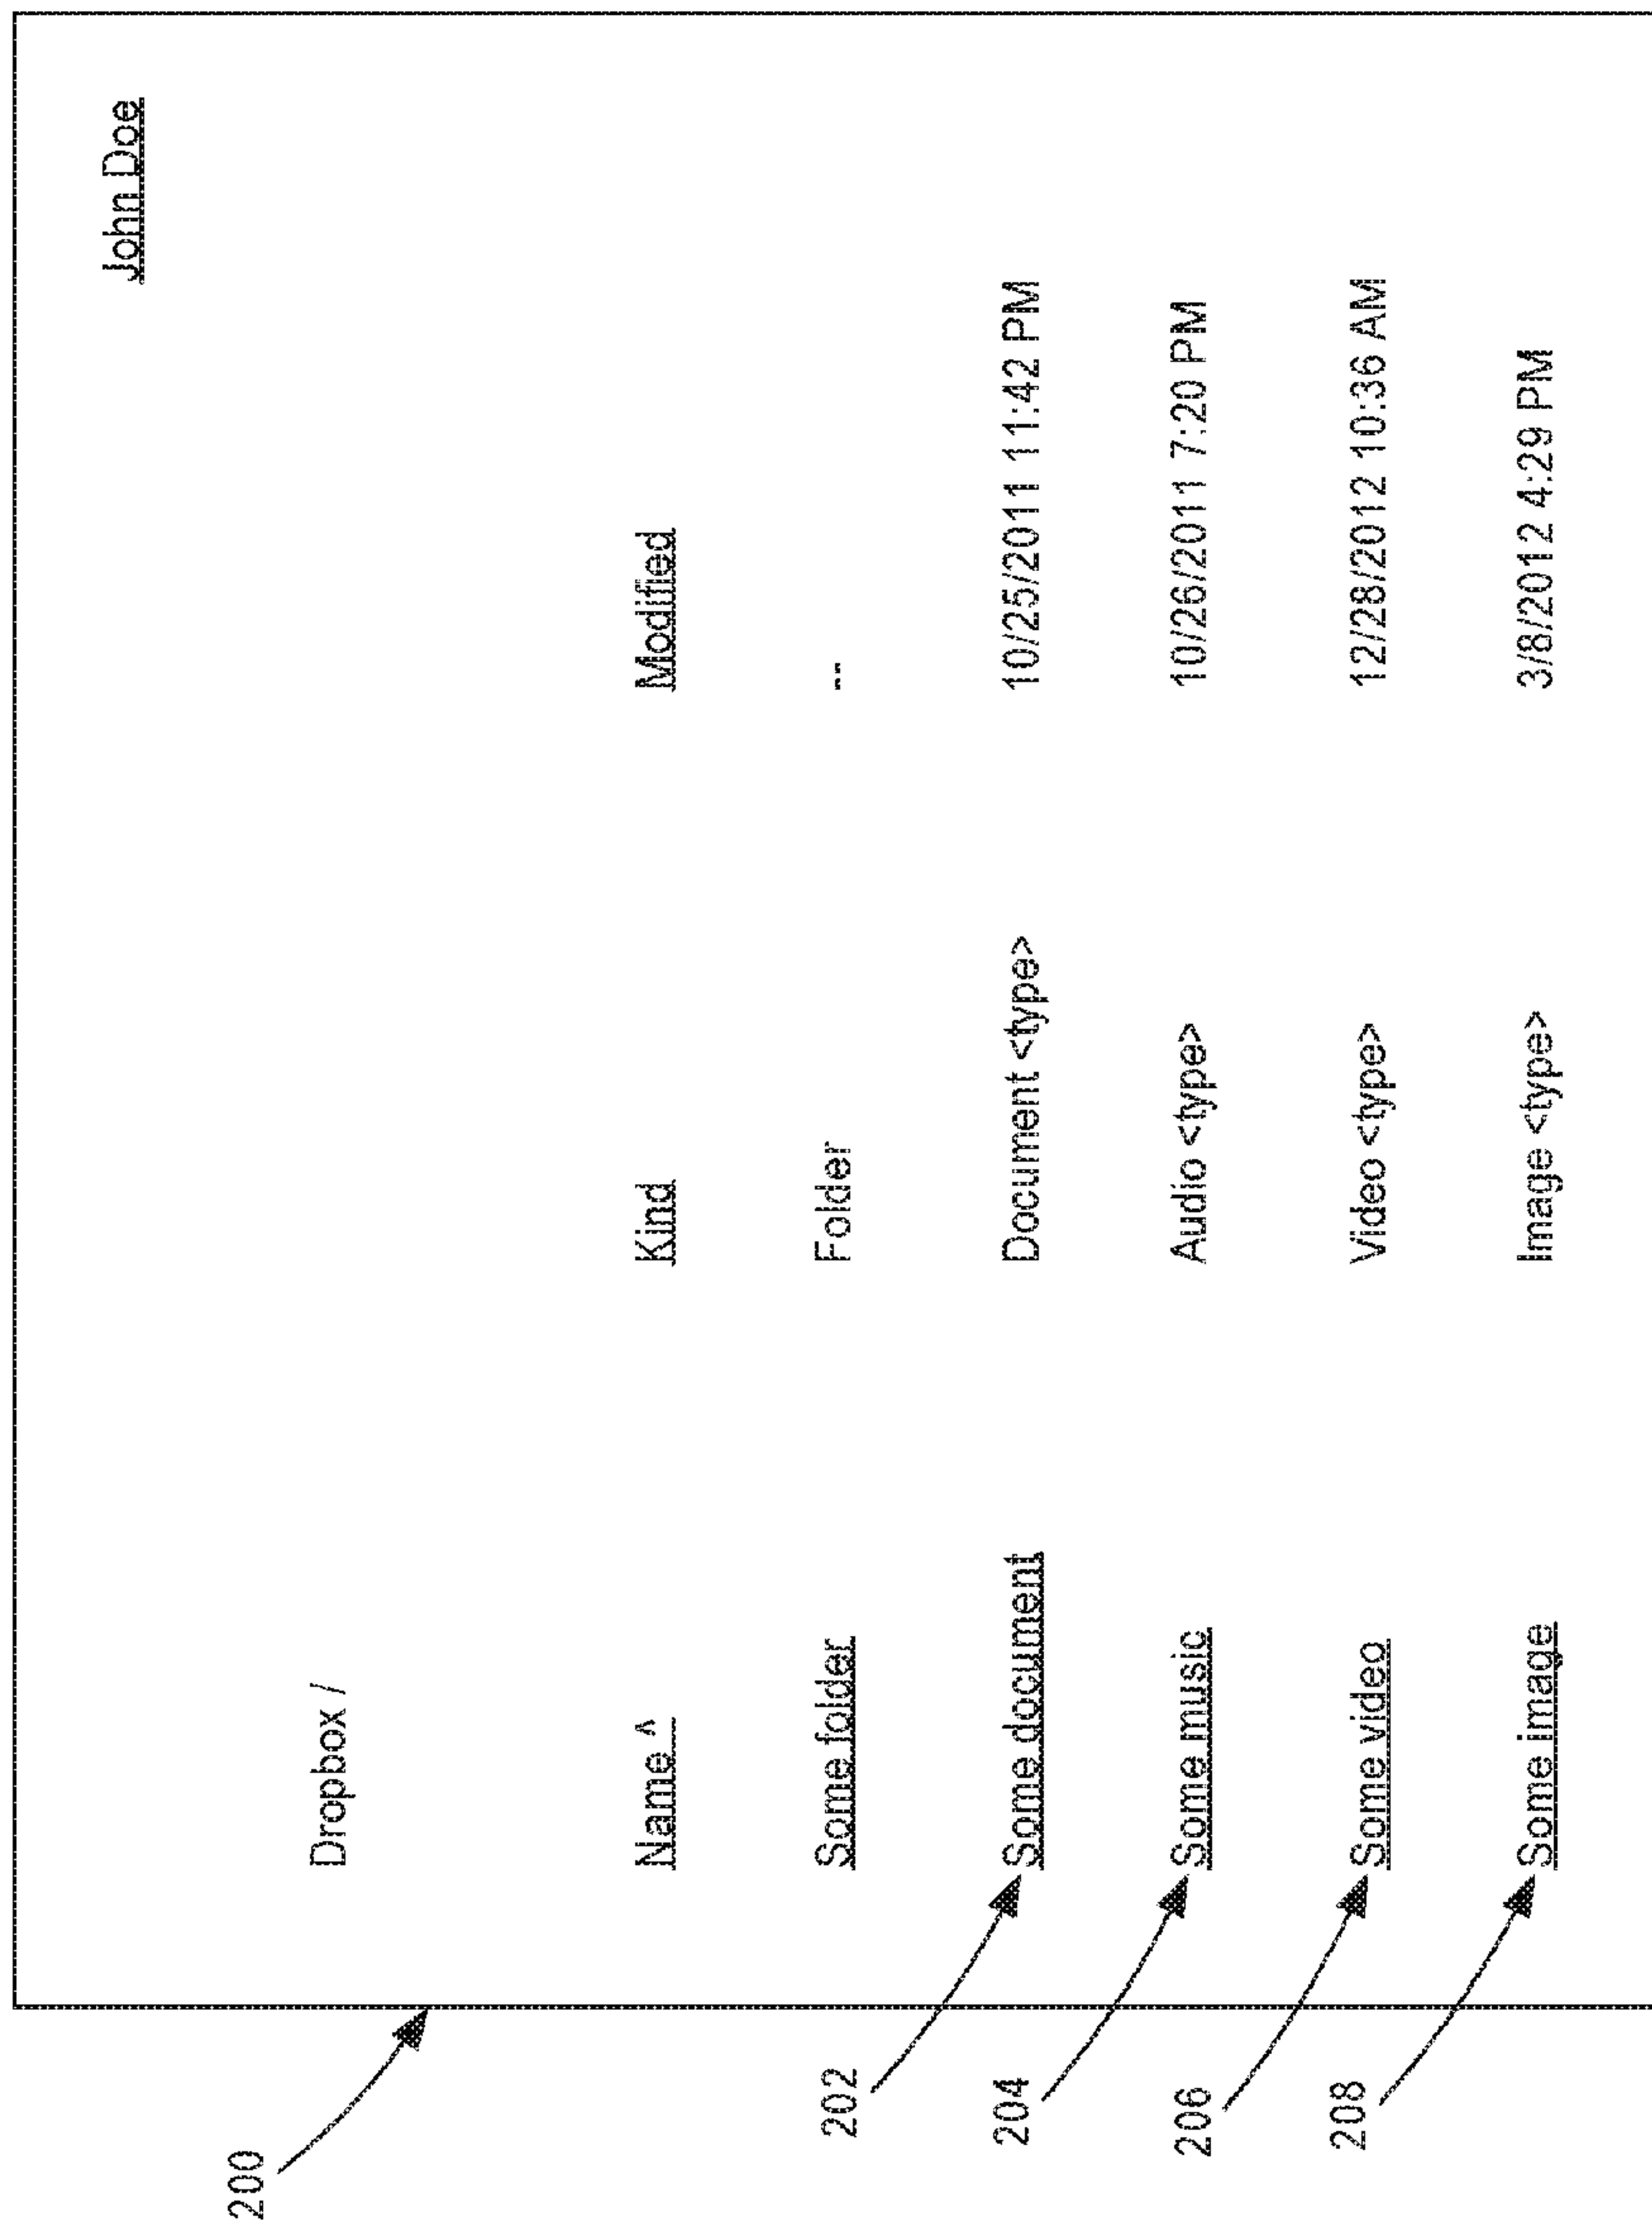 John Doe
200
Dropbox /
Name ^ Kind Modified
Some folder Folder --
202
Some document Document <type> 10/25/2011 11:42 PM
204
Some music Audio <type> 10/26/2011 7:20 PM
206
Some video Video <type> 12/28/2012 10:36 AM
208
Some image Image <type> 3/8/2012 4:29 PM